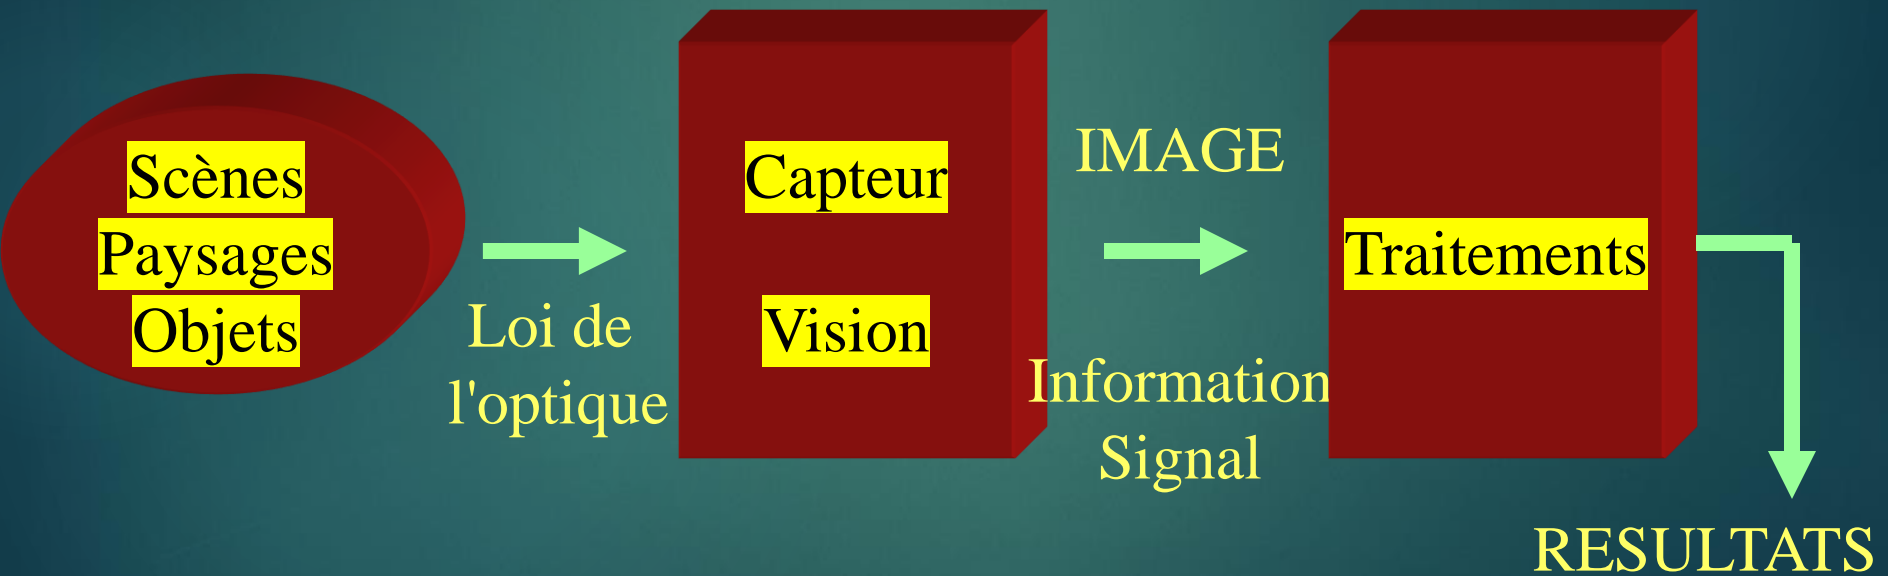 Scènes
Paysages
Objets
Loi de
l'optique
Capteur
Vision
IMAGE
Information
Signal
Traitements
RESULTATS